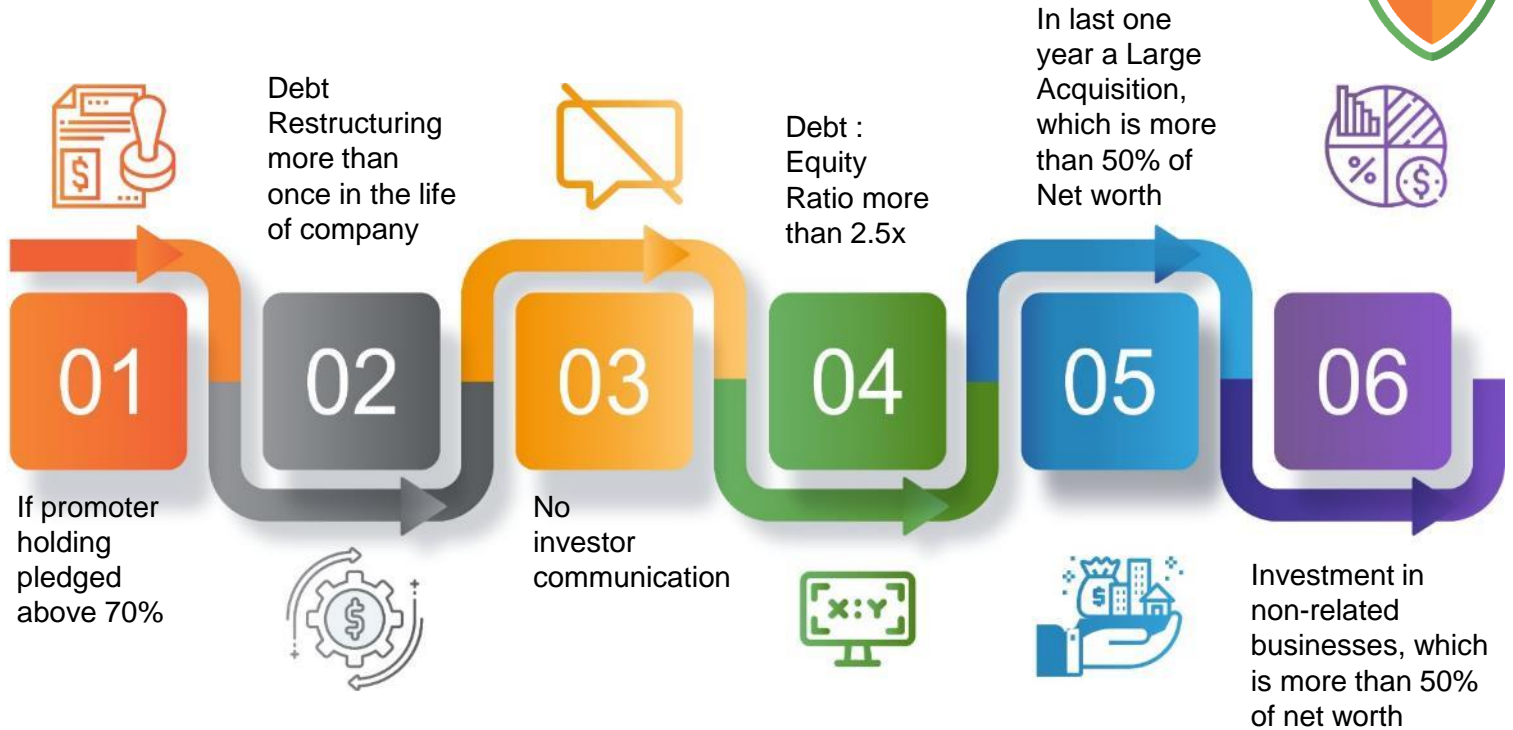 01
If promoter
holding
pledged
above 70%
$
Debt
Restructuring
more than
once in the life
of company
02
$
03
No
investor
communication
Debt :
Equity
Ratio more
than 2.5x
04
X:Y
In last one
year a Large
Acquisition,
which is more
than 50% of
Net worth
05
$
%
$
06
Investment in
non-related
businesses, which
is more than 50%
of net worth